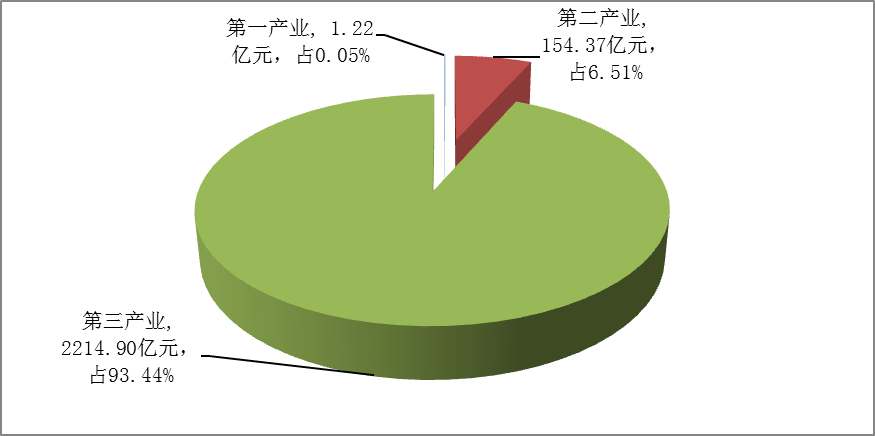 第一产业, 1.22
亿元，占0.05%
第二产业,
154.37亿元，
占6.51%
第三产业,
2214.90亿元，
占93.44%